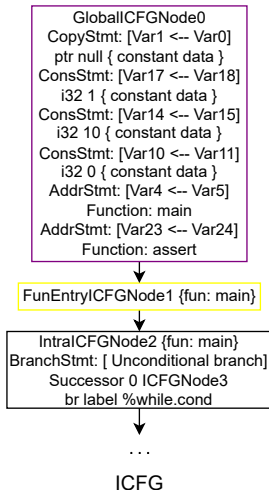 GlobalICFGNode0
CopyStmt: [Var1 <-- Var0]
ptr null { constant data }
ConsStmt: [Var17 <-- Var18]
i32 1 { constant data }
ConsStmt: [Var14 <-- Var15]
i32 10 { constant data }
ConsStmt: [Var10 <-- Var11]
i32 0 { constant data }
AddrStmt: [Var4 <-- Var5]
Function: main
AddrStmt: [Var23 <-- Var24]
Function: assert
FunEntryICFGNode1 {fun: main}
IntraICFGNode2 {fun: main}
BranchStmt: [ Unconditional branch]
Successor 0 ICFGNode3
br label %while.cond
...
ICFG